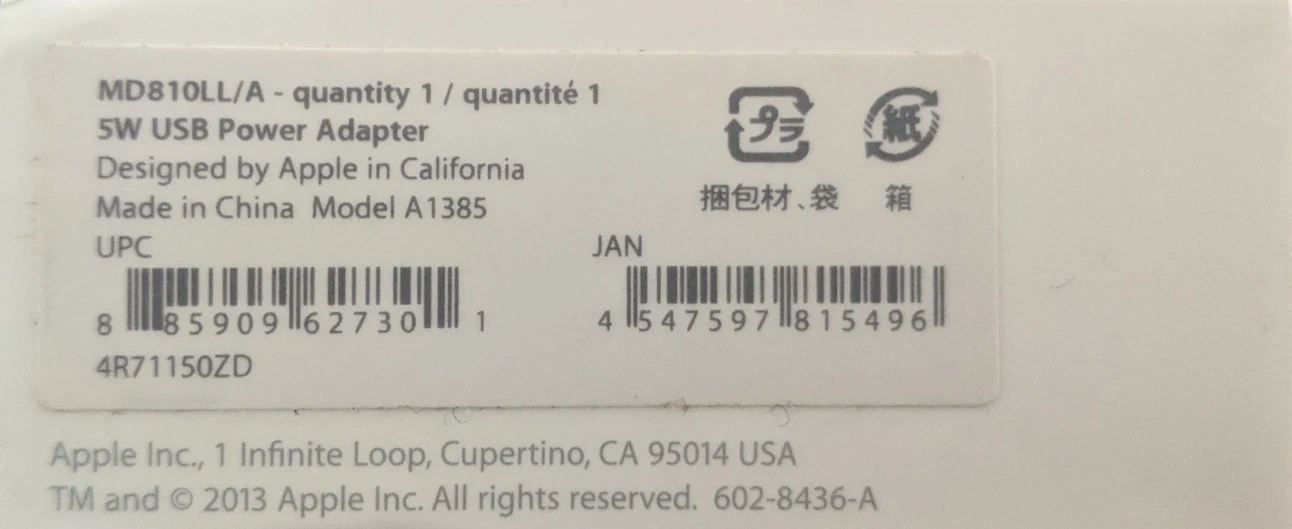 MD810LL/A - quantity 1 / quantité 1
5W USB Power Adapter
Designed by Apple in California
Made in China Model A1385
プラ
紙
捆包材、袋
箱
UPC
8 85909 62730 1
JAN
4 547597 815496
4R71150ZD
Apple Inc., 1 Infinite Loop, Cupertino, CA 95014 USA
TM and © 2013 Apple Inc. All rights reserved. 602-8436-A